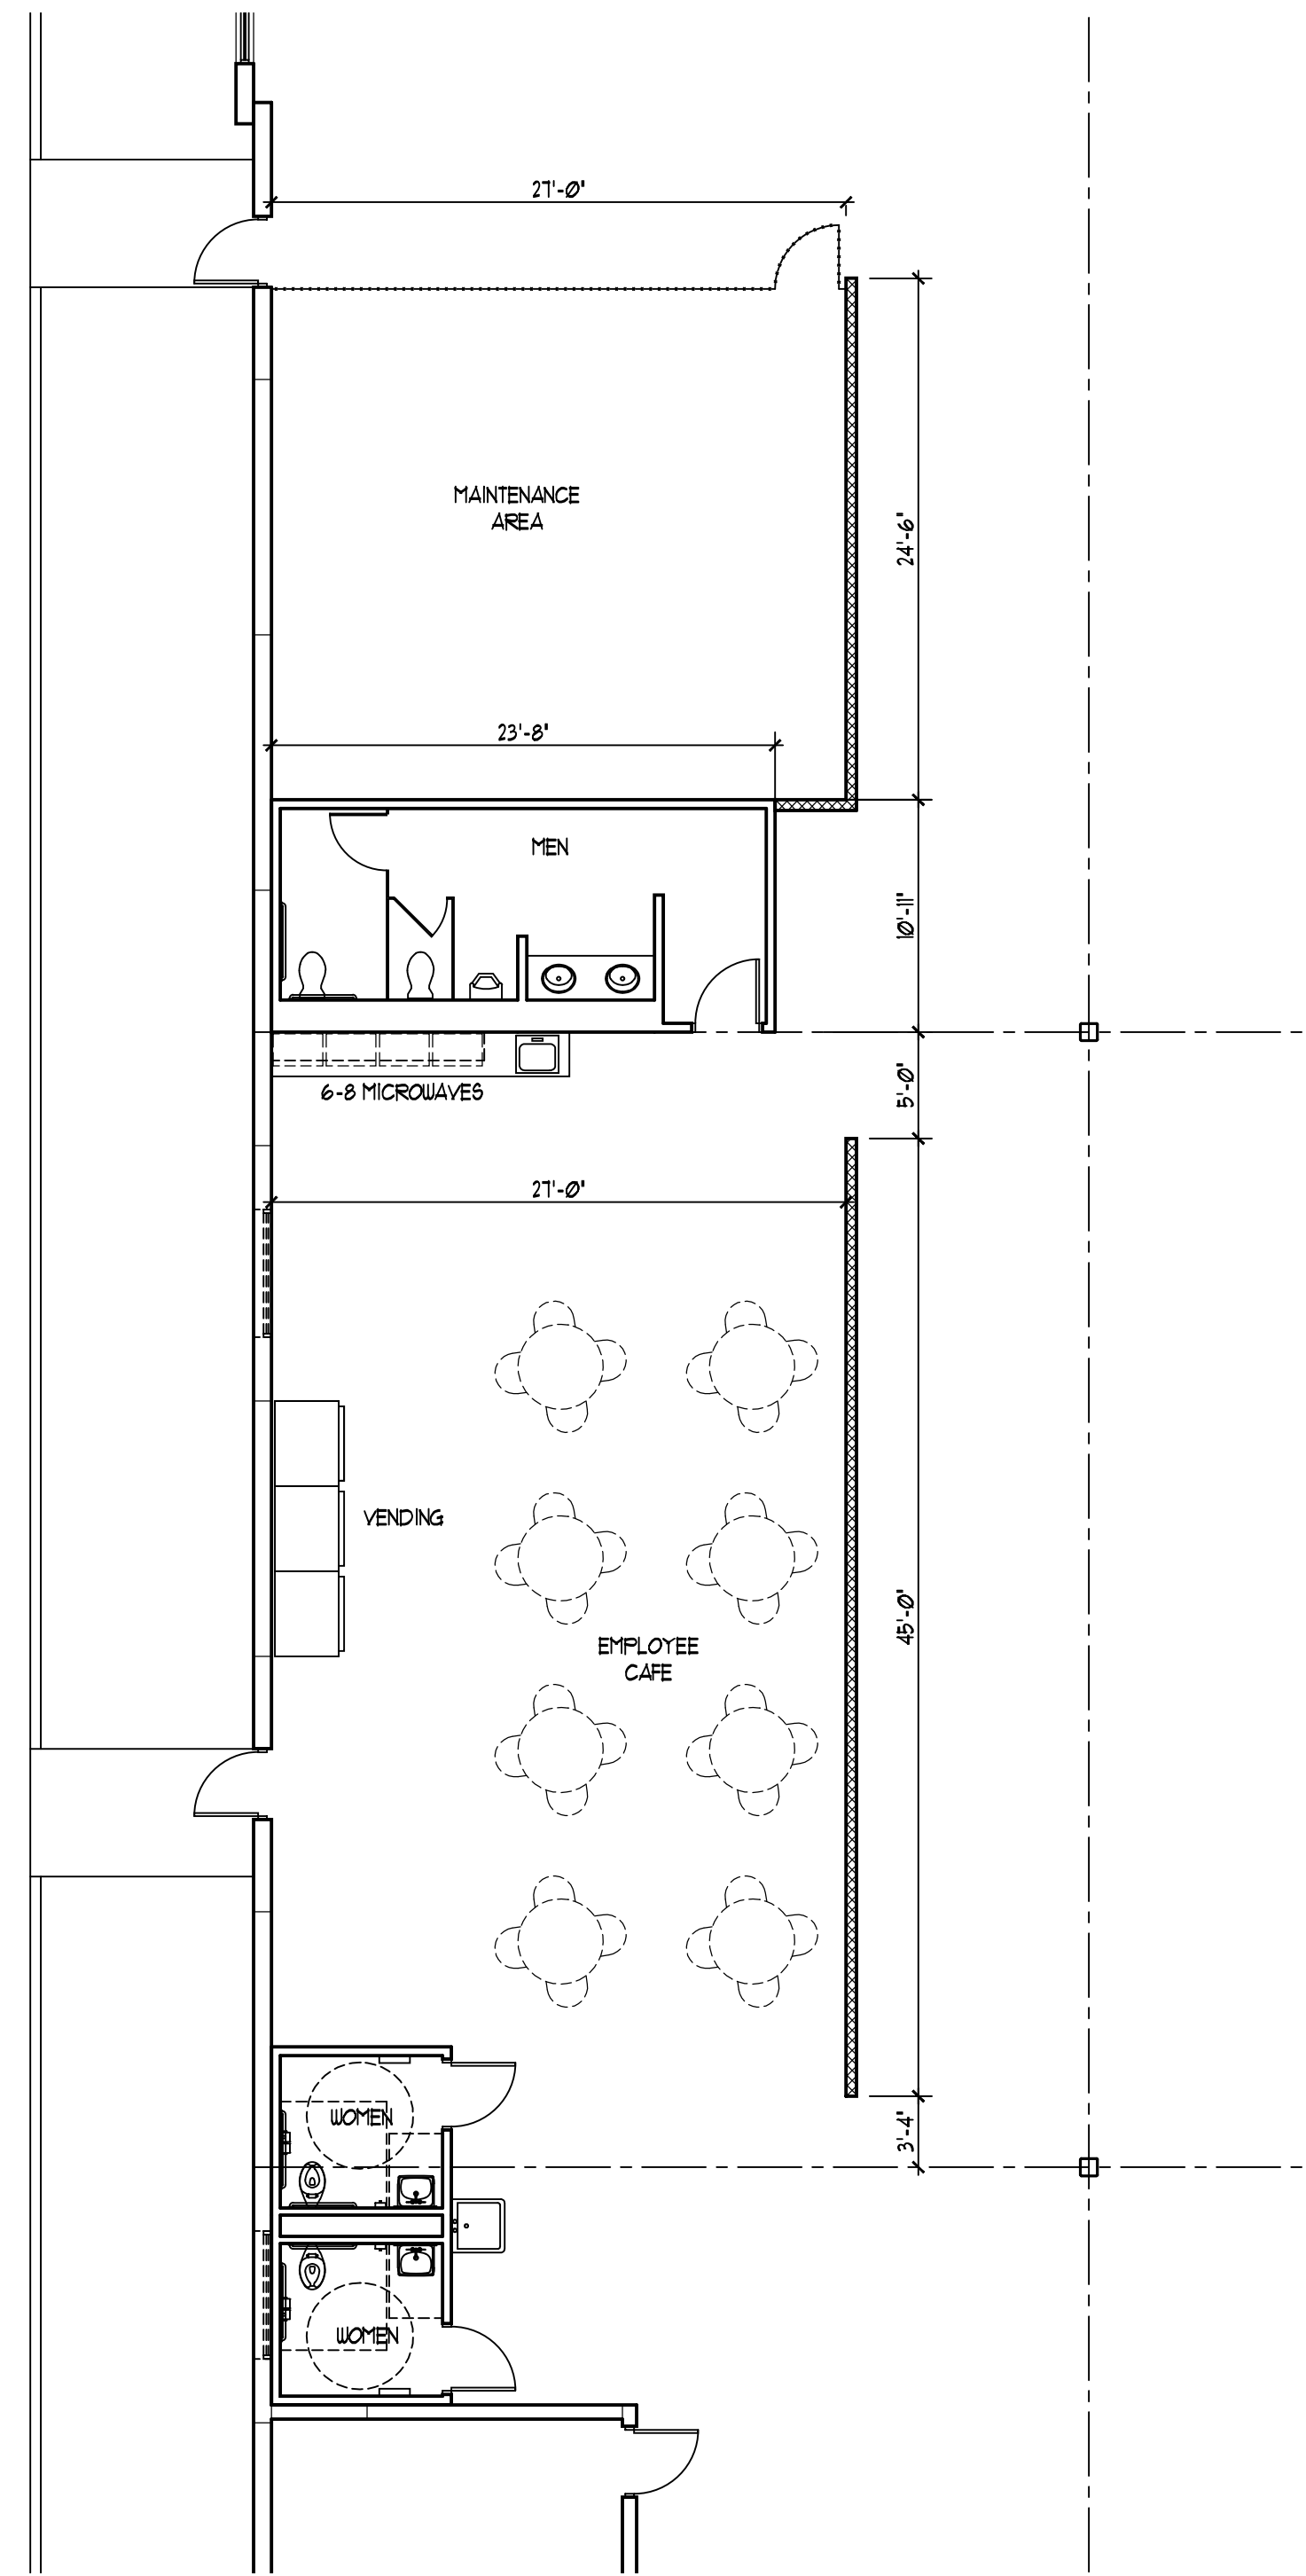 27'-0"
MAINTENANCE
AREA
24'-6"
23'-8"
MEN
10'-11"
6-8 MICROWAVES
5'-0"
27'-0"
VENDING
EMPLOYEE
CAFE
45'-0"
WOMEN
3'-4"
WOMEN